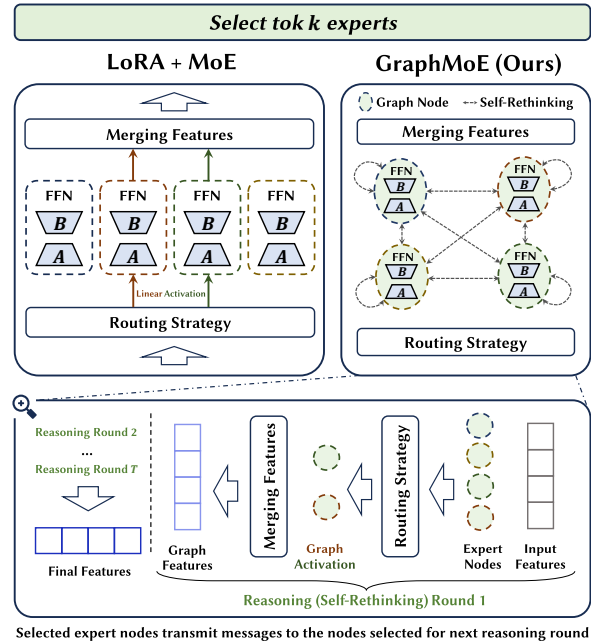 Select tok k experts
LoRA + MoE
Merging Features
FFN FFN FFN FFN
B B B B
A A A A
Linear Activation
Routing Strategy
GraphMoE (Ours)
Graph Node Self-Rethinking
Merging Features
FFN FFN
B B
A A
FFN FFN
B B
A A
Routing Strategy
Reasoning Round 2
...
Reasoning Round T
Final Features
Graph Features
Merging Features
Graph Activation
Routing Strategy
Expert Nodes
Input Features
Reasoning (Self-Rethinking) Round 1
Selected expert nodes transmit messages to the nodes selected for next reasoning round